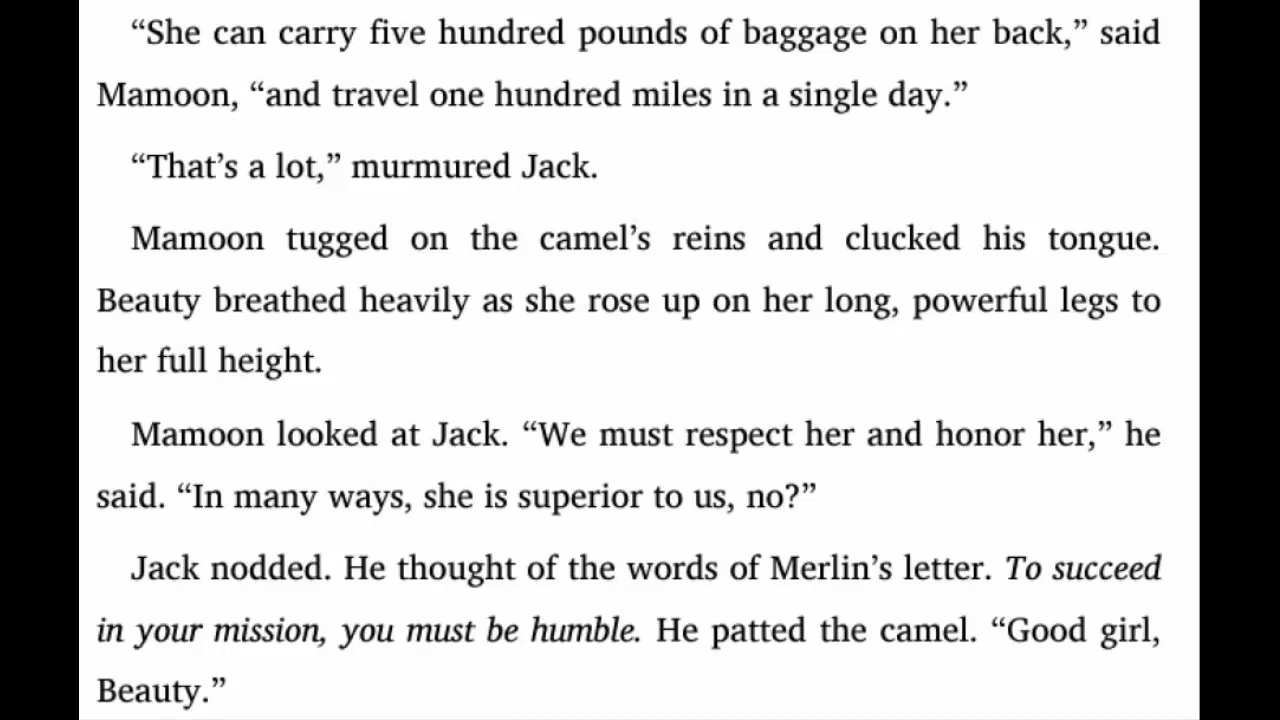 “She can carry five hundred pounds of baggage on her back,” said
Mamoon, “and travel one hundred miles in a single day.”
“That’s a lot,” murmured Jack.
Mamoon tugged on the camel’s reins and clucked his tongue.
Beauty breathed heavily as she rose up on her long, powerful legs to
her full height.
Mamoon looked at Jack. “We must respect her and honor her,” he
said. “In many ways, she is superior to us, no?”
Jack nodded. He thought of the words of Merlin’s letter. To succeed
in your mission, you must be humble. He patted the camel. “Good girl,
Beauty.”